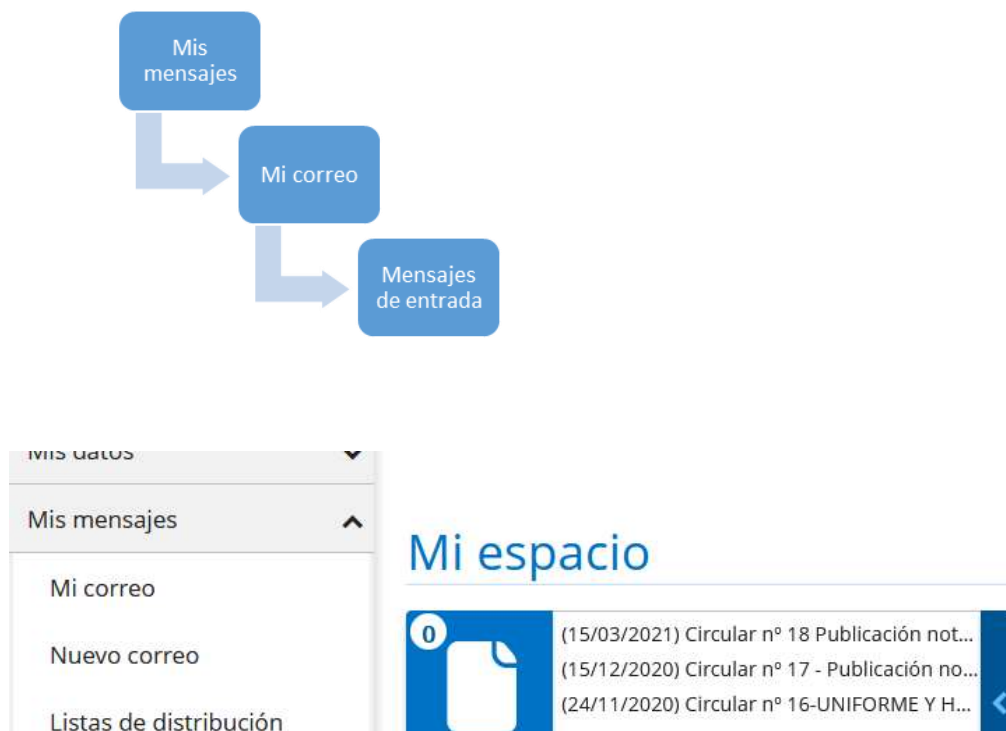 Mis
mensajes
Mi correo
Mensajes
de entrada
Mis datos
Mis mensajes
Mi correo
Nuevo correo
Listas de distribución
Mi espacio
0
(15/03/2021) Circular nº 18 Publicación not...
(15/12/2020) Circular nº 17 - Publicación no...
(24/11/2020) Circular nº 16-UNIFORME Y H...